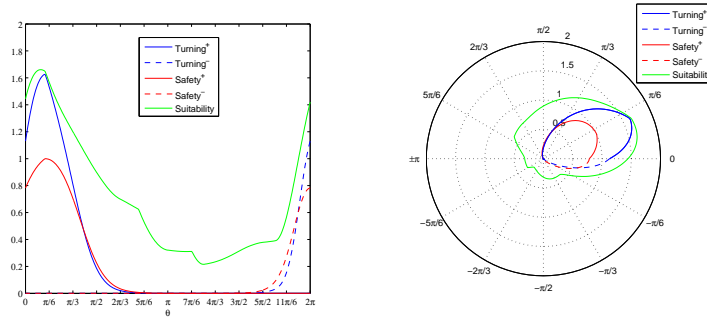 2
1.8
1.6
1.4
1.2
1
0.8
0.6
0.4
0.2
0
Turning⁺
Turning⁻
Safety⁺
Safety⁻
Suitability
0 π/6 π/3 π/2 2π/3 5π/6 π 7π/6 4π/3 3π/2 5π/2 11π/6 2π
θ
Turning⁺
Turning⁻
Safety⁺
Safety⁻
Suitability
π/2
2
2π/3
π/3
1.5
5π/6
π/6
1
0.5
±π
0
−5π/6
−π/6
−2π/3
−π/3
−π/2